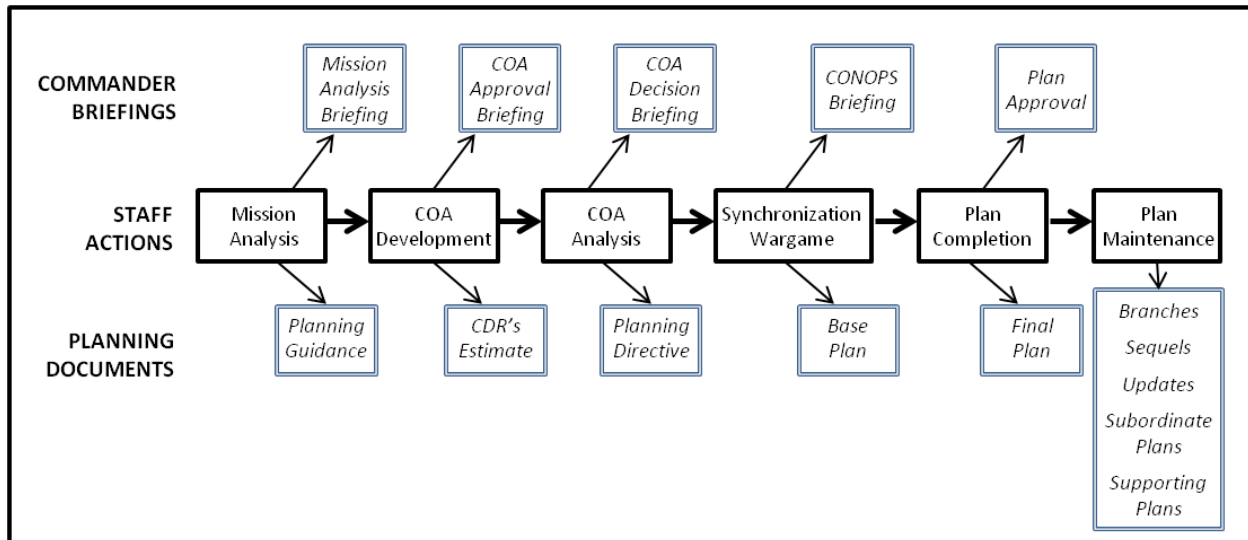 COMMANDER
BRIEFINGS
Mission
Analysis
Briefing
COA
Approval
Briefing
COA
Decision
Briefing
CONOPS
Briefing
Plan
Approval
STAFF
ACTIONS
Mission
Analysis
COA
Development
COA
Analysis
Synchronization
Wargame
Plan
Completion
Plan
Maintenance
PLANNING
DOCUMENTS
Planning
Guidance
CDR's
Estimate
Planning
Directive
Base
Plan
Final
Plan
Branches
Sequels
Updates
Subordinate
Plans
Supporting
Plans